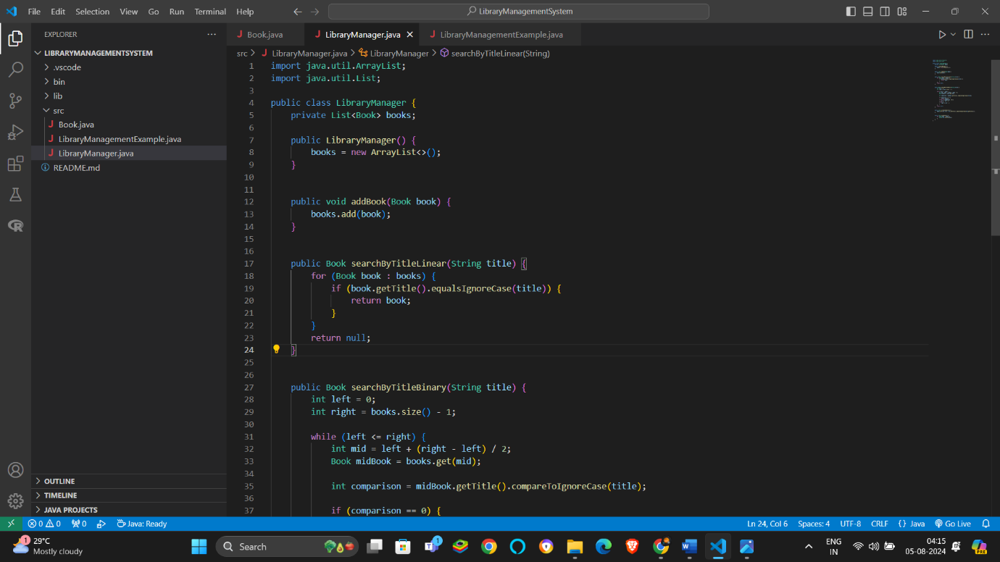 File Edit Selection View Go Run Terminal Help
LibraryManagementSystem
EXPLORER
LIBRARYMANAGEMENTSYSTEM
.vscode
bin
lib
src
Book.java
LibraryManagementExample.java
LibraryManager.java
README.md
OUTLINE
TIMELINE
JAVA PROJECTS
Book.java LibraryManager.java LibraryManagementExample.java
src > LibraryManager.java > LibraryManager > searchByTitleLinear(String)
1 import java.util.ArrayList;
2 import java.util.List;
3
4 public class LibraryManager {
5 private List<Book> books;
6
7 public LibraryManager() {
8 books = new ArrayList<>();
9 }
10
11
12 public void addBook(Book book) {
13 books.add(book);
14 }
15
16
17 public Book searchByTitleLinear(String title) {
18 for (Book book : books) {
19 if (book.getTitle().equalsIgnoreCase(title)) {
20 return book;
21 }
22 }
23 return null;
24 }
25
26
27 public Book searchByTitleBinary(String title) {
28 int left = 0;
29 int right = books.size() - 1;
30
31 while (left <= right) {
32 int mid = left + (right - left) / 2;
33 Book midBook = books.get(mid);
34
35 int comparison = midBook.getTitle().compareToIgnoreCase(title);
36
37 if (comparison == 0) {
0 0 0 Java: Ready Ln 24, Col 6 Spaces: 4 UTF-8 CRLF {} Java Go Live
1 29°C
Mostly cloudy
Search
1
ENG
IN
04:15
05-08-2024
PRE